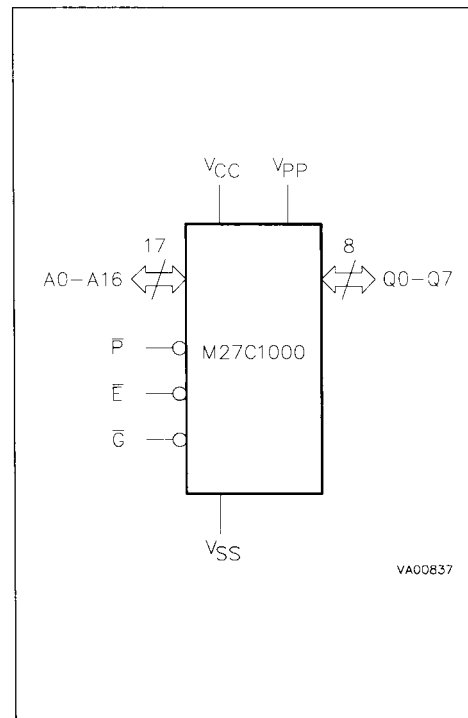 VCC VPP
17 8
A0-A16 Q0-Q7
P̅ M27C1000
E̅
G̅
VSS
VA00837